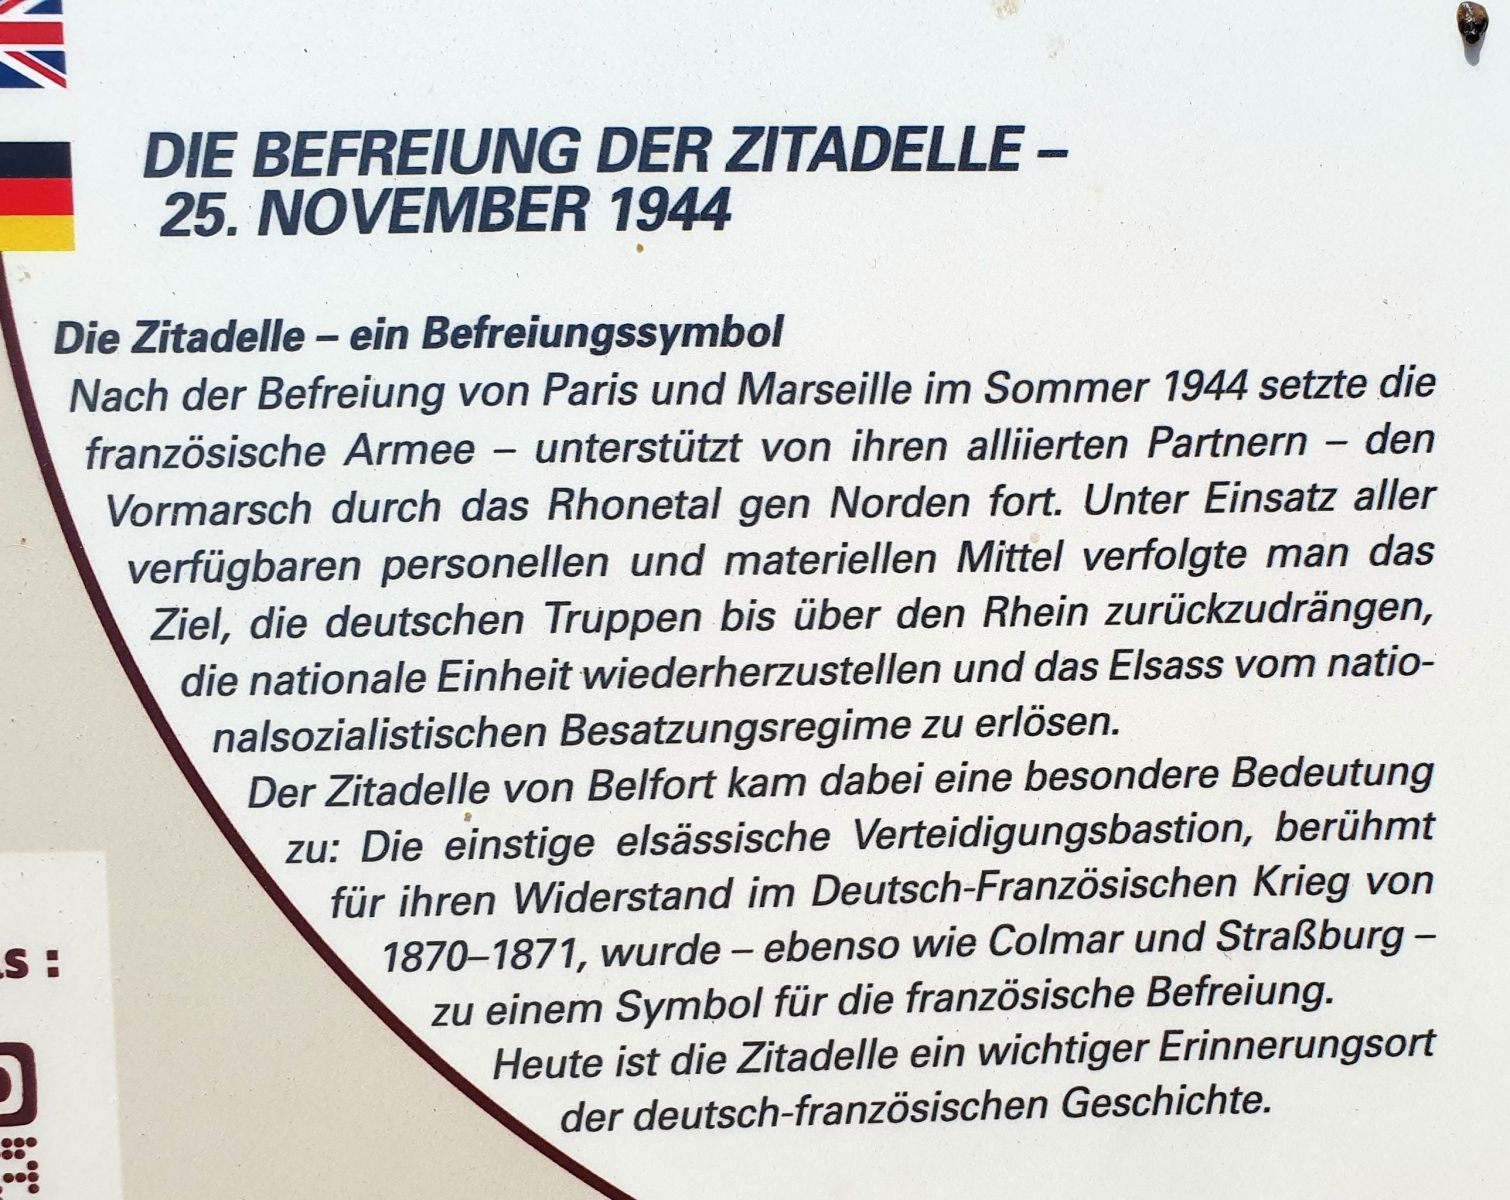 DIE BEFREIUNG DER ZITADELLE –
25. NOVEMBER 1944
Die Zitadelle – ein Befreiungssymbol
Nach der Befreiung von Paris und Marseille im Sommer 1944 setzte die
französische Armee – unterstützt von ihren alliierten Partnern – den
Vormarsch durch das Rhonetal gen Norden fort. Unter Einsatz aller
verfügbaren personellen und materiellen Mittel verfolgte man das
Ziel, die deutschen Truppen bis über den Rhein zurückzudrängen,
die nationale Einheit wiederherzustellen und das Elsass vom natio-
nalsozialistischen Besatzungsregime zu erlösen.
Der Zitadelle von Belfort kam dabei eine besondere Bedeutung
zu: Die einstige elsässische Verteidigungsbastion, berühmt
für ihren Widerstand im Deutsch-Französischen Krieg von
1870–1871, wurde – ebenso wie Colmar und Straßburg –
zu einem Symbol für die französische Befreiung.
Heute ist die Zitadelle ein wichtiger Erinnerungsort
der deutsch-französischen Geschichte.